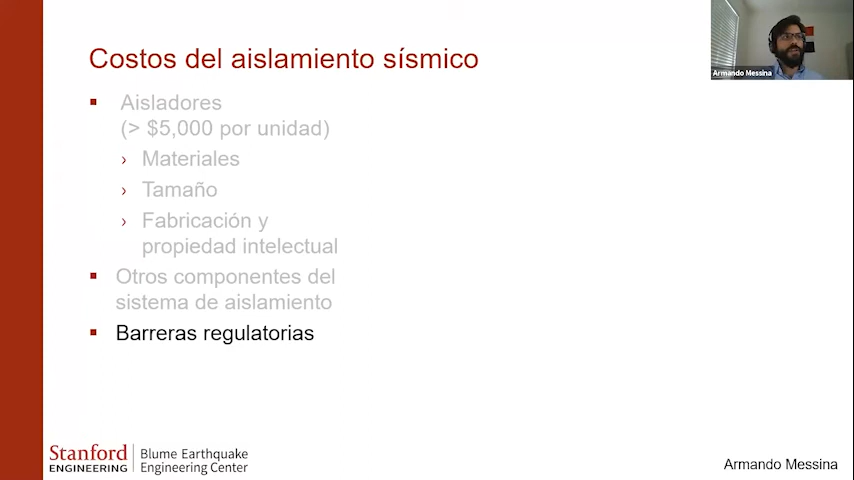 Costos del aislamiento sísmico
Armando Messina
Aisladores
(> $5,000 por unidad)
› Materiales
› Tamaño
› Fabricación y
propiedad intelectual
Otros componentes del
sistema de aislamiento
Barreras regulatorias
Stanford
ENGINEERING
Blume Earthquake
Engineering Center
Armando Messina